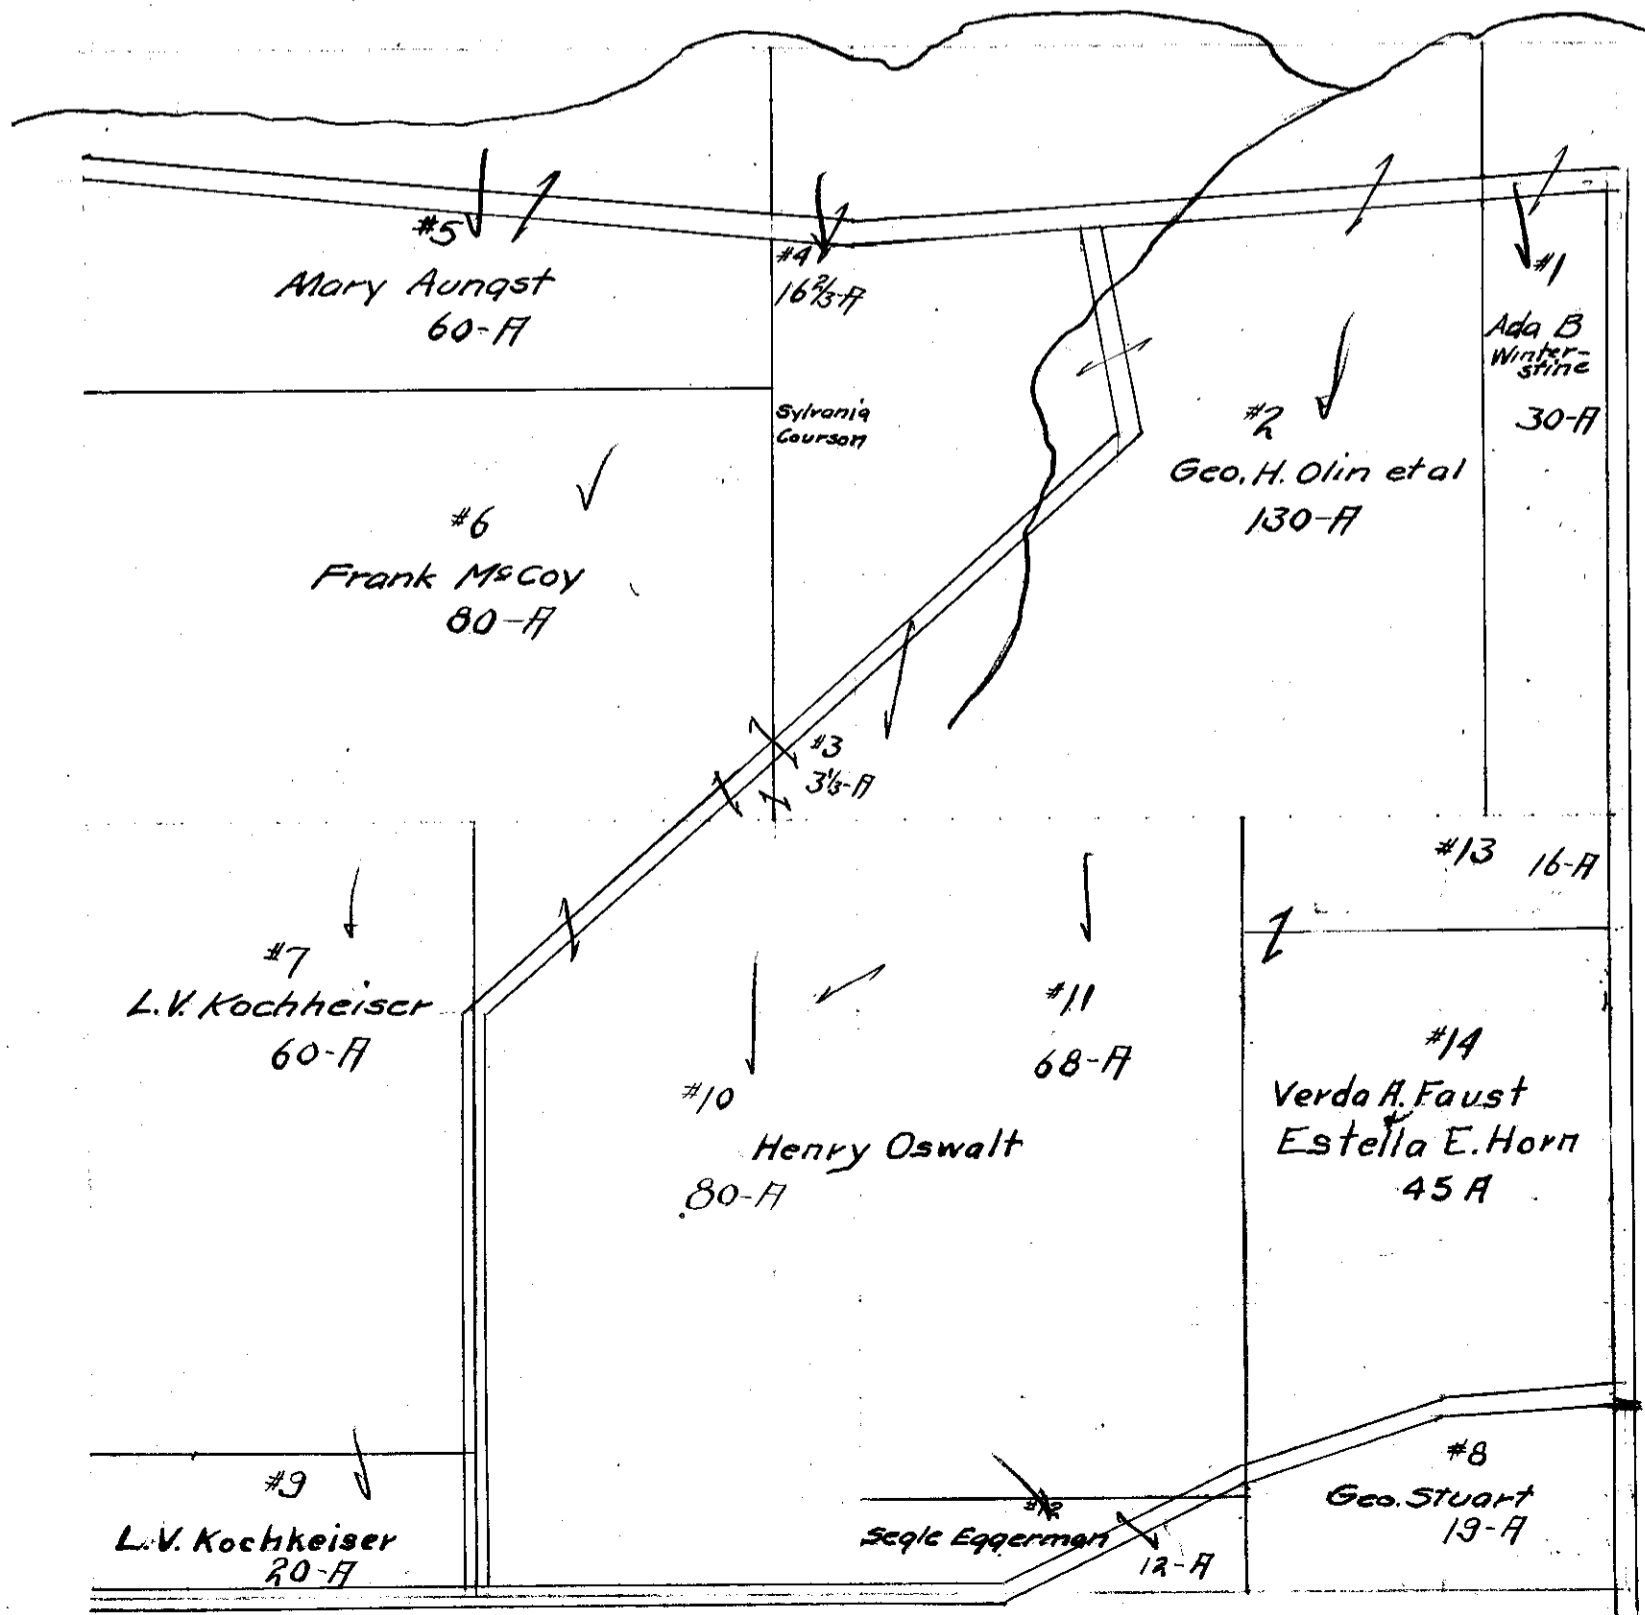 #5
Mary Aungst
60-A
#4
16⅔-A
Sylvania
Courson
#2
Geo. H. Olin et al
130-A
#1
Ada B
Winter-
stine
30-A
#6
Frank McCoy
80-A
#3
3⅓-A
#7
L.V. Kochheiser
60-A
#10
Henry Oswalt
80-A
#11
68-A
#13 16-A
#14
Verda A. Faust
Estella E. Horn
45 A
#9
L.V. Kochkeiser
20-A
#12
Segle Eggerman
12-A
#8
Geo. Stuart
19-A